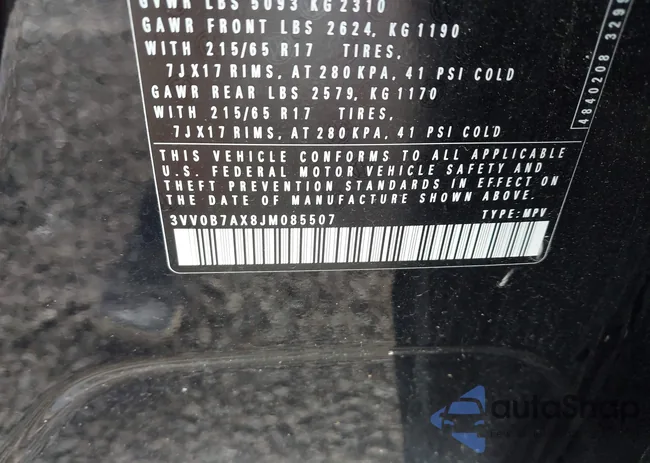 GVWR LBS 5093 KG 2310
GAWR FRONT LBS 2624, KG 1190
WITH 215/65 R17 TIRES,
7JX17 RIMS, AT 280 KPA, 41 PSI COLD
GAWR REAR LBS 2579, KG 1170
WITH 215/65 R17 TIRES,
7JX17 RIMS, AT 280 KPA, 41 PSI COLD
THIS VEHICLE CONFORMS TO ALL APPLICABLE
U.S. FEDERAL MOTOR VEHICLE SAFETY AND
THEFT PREVENTION STANDARDS IN EFFECT ON
THE DATE OF MANUFACTURE SHOWN ABOVE.
3VV0B7AX8JM085507 TYPE: MPV
4840208 3299
autoShap